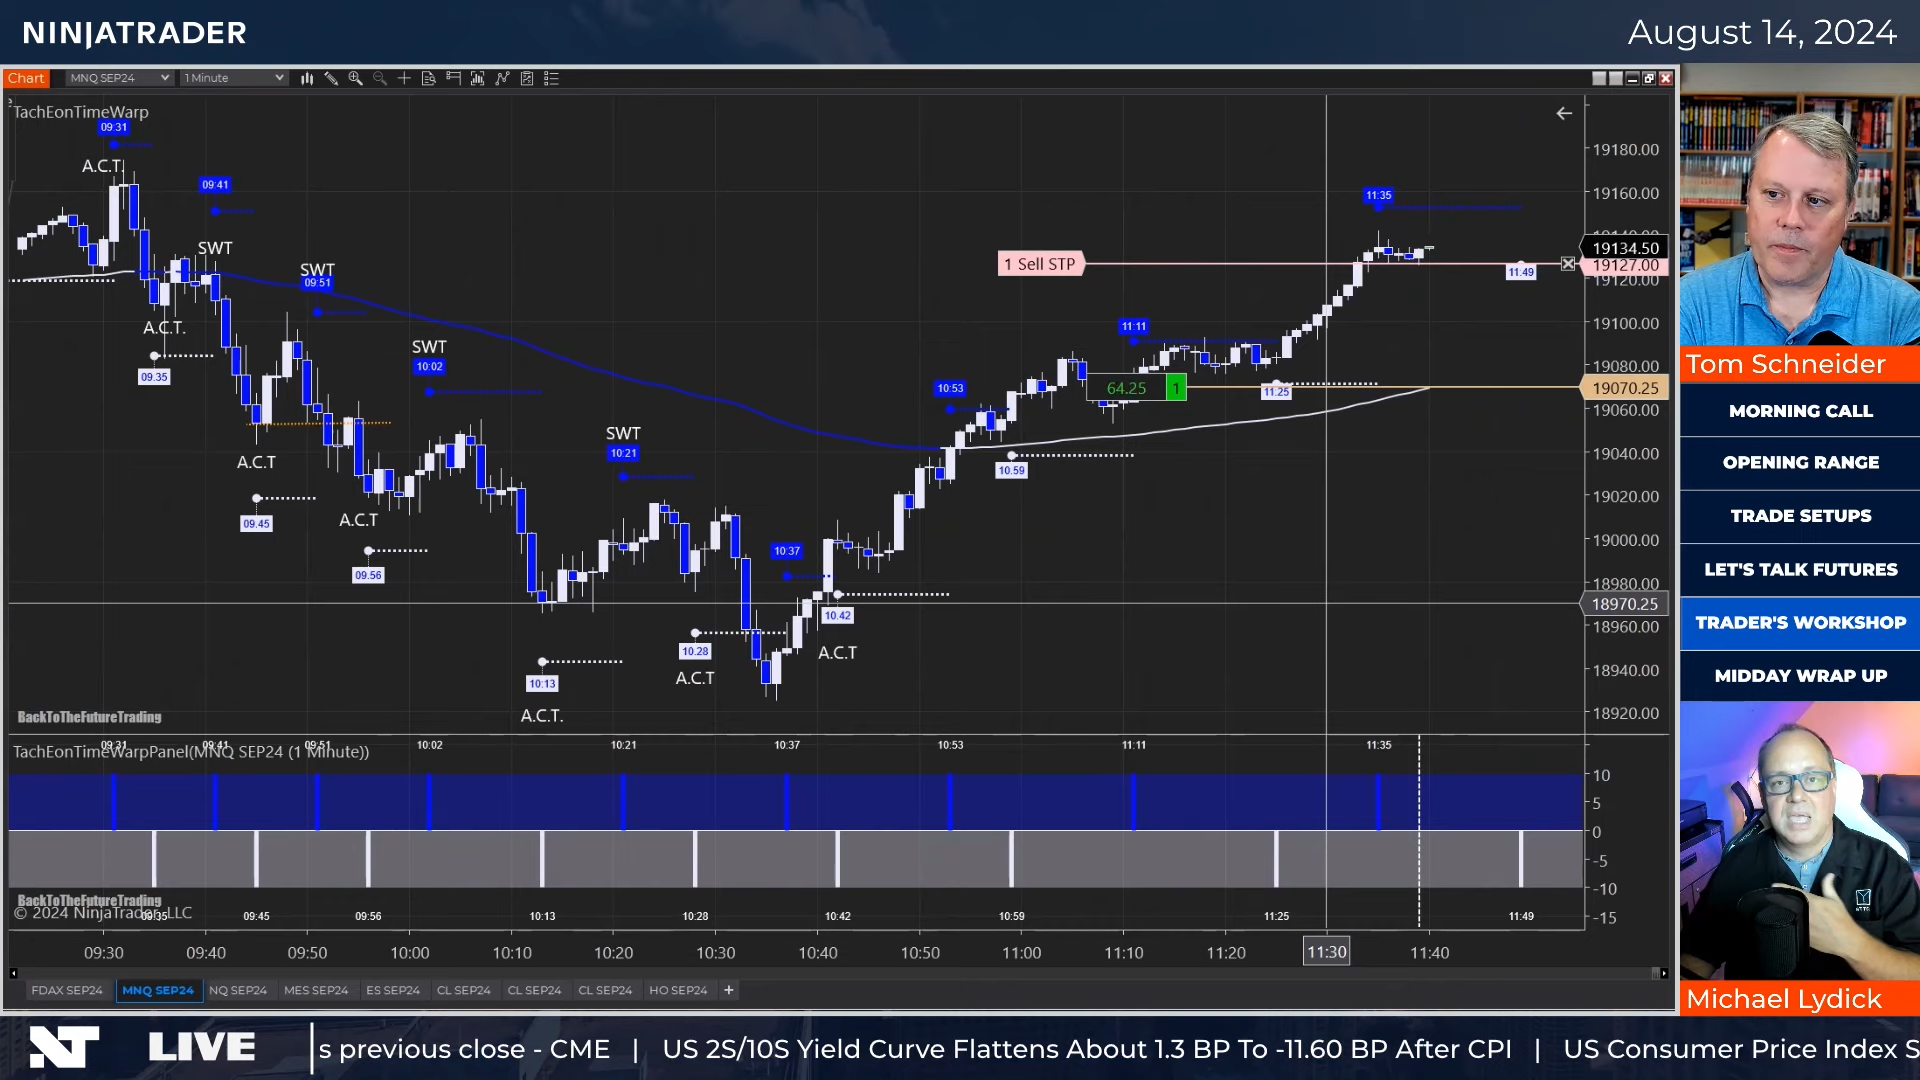 NINJATRADER
August 14, 2024
Chart
MNQ SEP24
1 Minute
TachEonTimeWarp
09:31
A.C.T.
09:41
SWT
SWT
09:51
A.C.T.
09.35
SWT
10:02
A.C.T
09.45
A.C.T
09.56
SWT
10:21
10:37
10:13
A.C.T.
10.28
A.C.T
10.42
A.C.T
10:53
10.59
11:11
11.25
11:35
11:49
1 Sell STP
64.25
1
19180.00
19160.00
19134.50
19127.00
19120.00
19100.00
19080.00
19070.25
19060.00
19040.00
19020.00
19000.00
18980.00
18970.25
18960.00
18940.00
18920.00
BackToTheFutureTrading
TachEonTimeWarpPanel(MNQ SEP24 (1 Minute))
09:31
09:41
09:51
10:02
10:21
10:37
10:53
11:11
11:35
10
5
0
-5
-10
-15
BackToTheFutureTrading
© 2024 NinjaTrader, LLC
09:35
09:45
09:56
10:13
10:28
10:42
10:59
11:25
11:49
09:30
09:40
09:50
10:00
10:10
10:20
10:30
10:40
10:50
11:00
11:10
11:20
11:30
11:40
FDAX SEP24
MNQ SEP24
NQ SEP24
MES SEP24
ES SEP24
CL SEP24
CL SEP24
CL SEP24
HO SEP24
+
Tom Schneider
MORNING CALL
OPENING RANGE
TRADE SETUPS
LET'S TALK FUTURES
TRADER'S WORKSHOP
MIDDAY WRAP UP
Michael Lydick
NT LIVE
s previous close - CME | US 2S/10S Yield Curve Flattens About 1.3 BP To -11.60 BP After CPI | US Consumer Price Index S